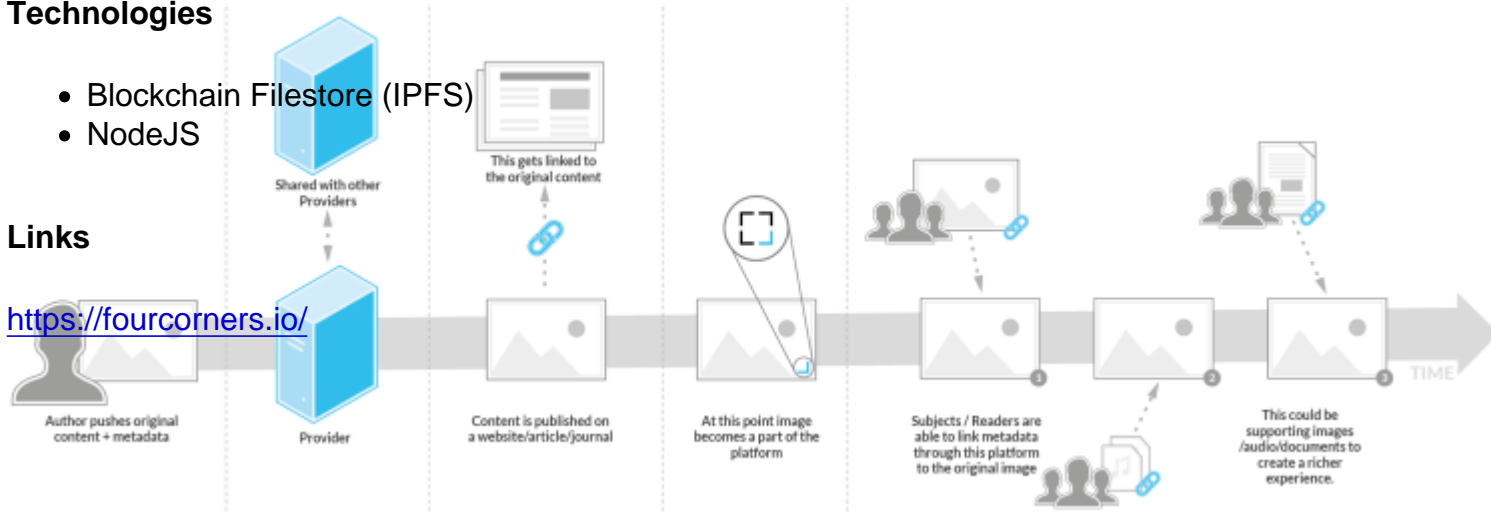 Technologies
• Blockchain Filestore (IPFS)
• NodeJS
This gets linked to
the original content
Shared with other
Providers
Links
https://fourcorners.io/
TIME
1
2
3
Author pushes original
content + metadata
Provider
Content is published on
a website/article/journal
At this point image
becomes a part of the
platform
Subjects / Readers are
able to link metadata
through this platform
to the original image
This could be
supporting images
/audio/documents to
create a richer
experience.